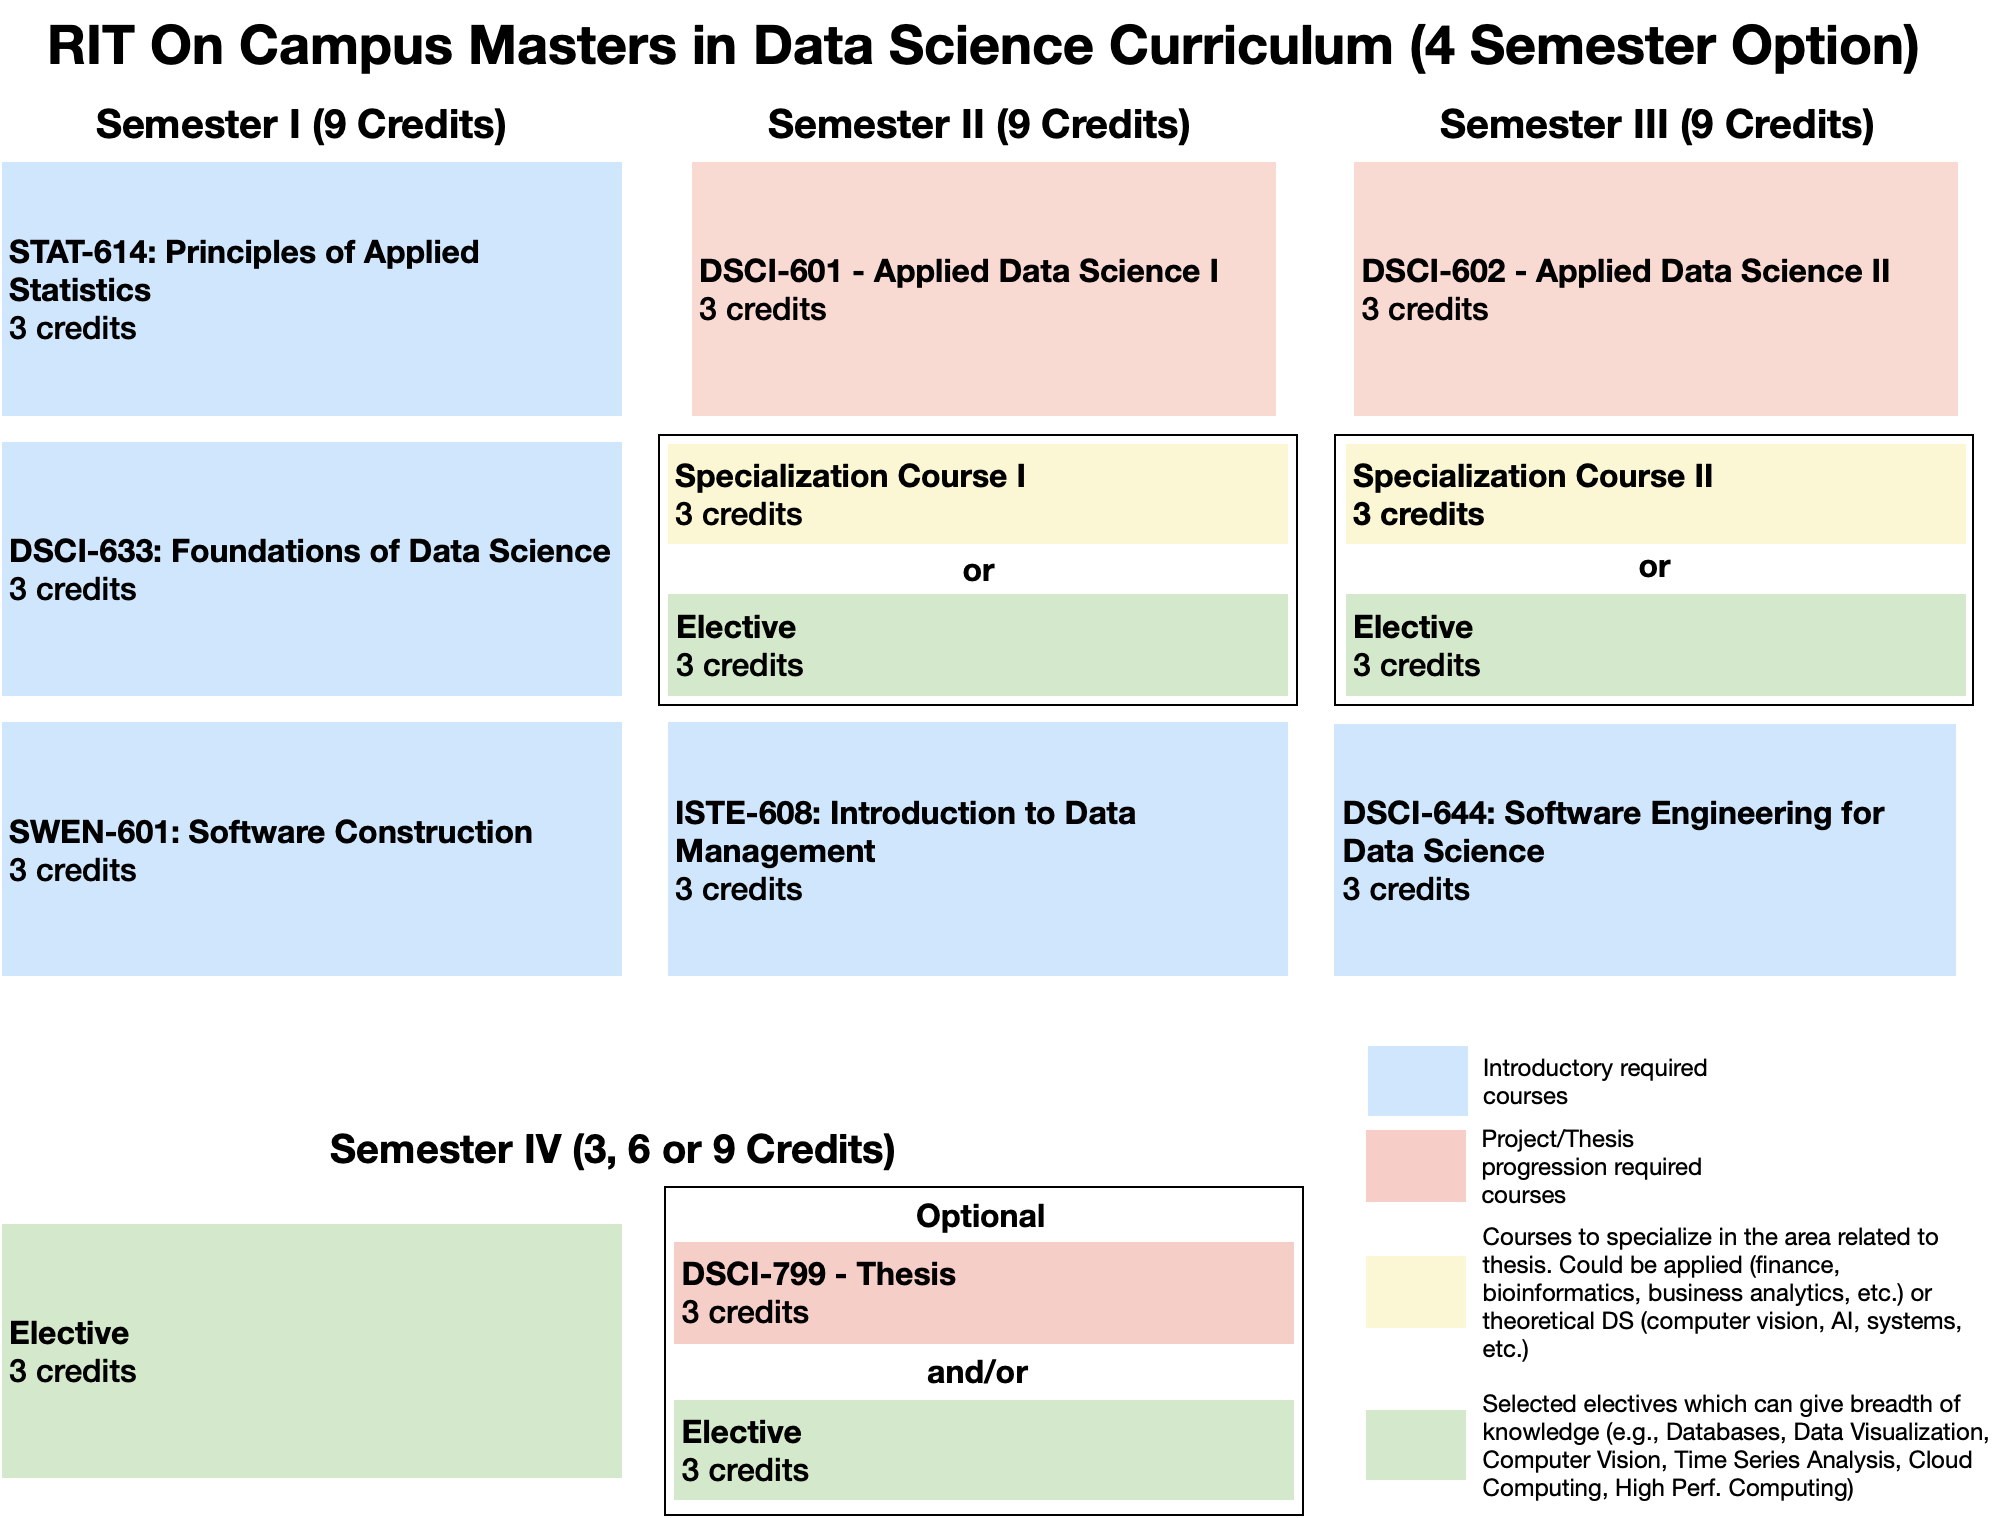 RIT On Campus Masters in Data Science Curriculum (4 Semester Option)
Semester I (9 Credits)
STAT-614: Principles of Applied
Statistics
3 credits
DSCI-633: Foundations of Data Science
3 credits
SWEN-601: Software Construction
3 credits
Semester II (9 Credits)
DSCI-601 - Applied Data Science I
3 credits
Specialization Course I
3 credits
or
Elective
3 credits
ISTE-608: Introduction to Data
Management
3 credits
Semester III (9 Credits)
DSCI-602 - Applied Data Science II
3 credits
Specialization Course II
3 credits
or
Elective
3 credits
DSCI-644: Software Engineering for
Data Science
3 credits
Semester IV (3, 6 or 9 Credits)
Elective
3 credits
Optional
DSCI-799 - Thesis
3 credits
and/or
Elective
3 credits
Introductory required
courses
Project/Thesis
progression required
courses
Courses to specialize in the area related to
thesis. Could be applied (finance,
bioinformatics, business analytics, etc.) or
theoretical DS (computer vision, AI, systems,
etc.)
Selected electives which can give breadth of
knowledge (e.g., Databases, Data Visualization,
Computer Vision, Time Series Analysis, Cloud
Computing, High Perf. Computing)